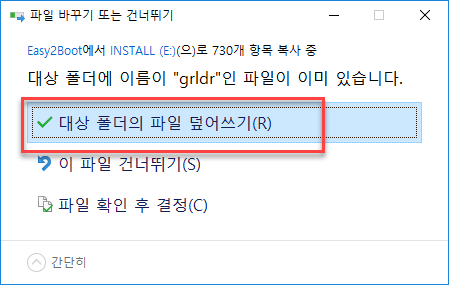 파일 바꾸기 또는 건너뛰기
Easy2Boot에서 INSTALL (E:)(으)로 730개 항목 복사 중
대상 폴더에 이름이 "grldr"인 파일이 이미 있습니다.
대상 폴더의 파일 덮어쓰기(R)
이 파일 건너뛰기(S)
파일 확인 후 결정(C)
간단히